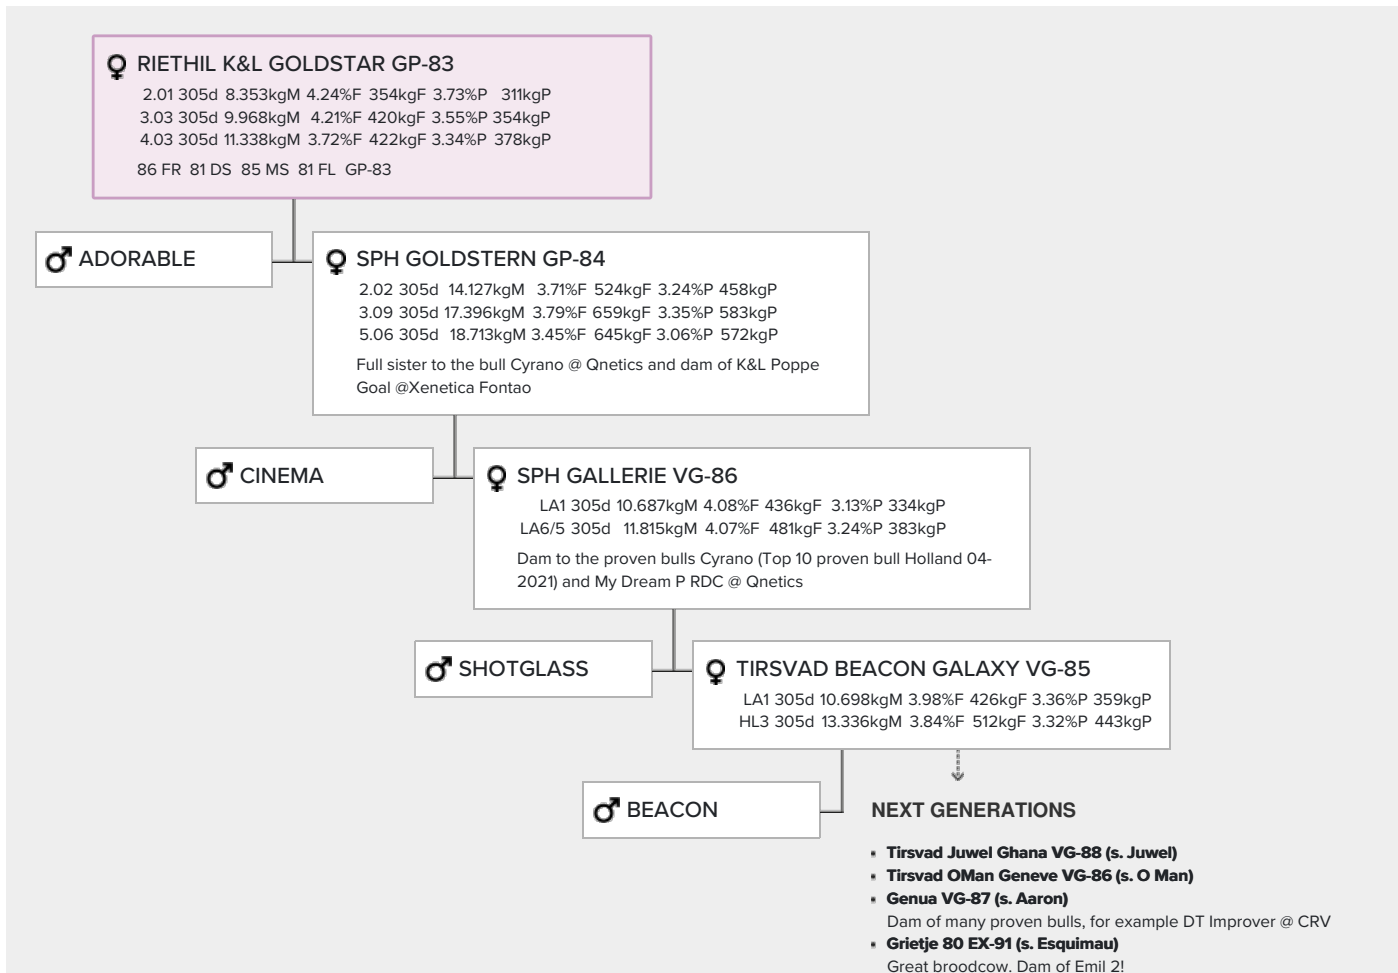 RIETHIL K&L GOLDSTAR GP-83
2.01 305d 8.353kgM 4.24%F 354kgF 3.73%P 311kgP
3.03 305d 9.968kgM 4.21%F 420kgF 3.55%P 354kgP
4.03 305d 11.338kgM 3.72%F 422kgF 3.34%P 378kgP
86 FR 81 DS 85 MS 81 FL GP-83
ADORABLE
SPH GOLDSTERN GP-84
2.02 305d 14.127kgM 3.71%F 524kgF 3.24%P 458kgP
3.09 305d 17.396kgM 3.79%F 659kgF 3.35%P 583kgP
5.06 305d 18.713kgM 3.45%F 645kgF 3.06%P 572kgP
Full sister to the bull Cyrano @ Qnetics and dam of K&L Poppe
Goal @Xenetica Fontao
CINEMA
SPH GALLERIE VG-86
LA1 305d 10.687kgM 4.08%F 436kgF 3.13%P 334kgP
LA6/5 305d 11.815kgM 4.07%F 481kgF 3.24%P 383kgP
Dam to the proven bulls Cyrano (Top 10 proven bull Holland 04-
2021) and My Dream P RDC @ Qnetics
SHOTGLASS
TIRSVAD BEACON GALAXY VG-85
LA1 305d 10.698kgM 3.98%F 426kgF 3.36%P 359kgP
HL3 305d 13.336kgM 3.84%F 512kgF 3.32%P 443kgP
BEACON
NEXT GENERATIONS
▪ Tirsvad Juwel Ghana VG-88 (s. Juwel)
▪ Tirsvad OMan Geneve VG-86 (s. O Man)
▪ Genua VG-87 (s. Aaron)
Dam of many proven bulls, for example DT Improver @ CRV
▪ Grietje 80 EX-91 (s. Esquimau)
Great broodcow. Dam of Emil 2!